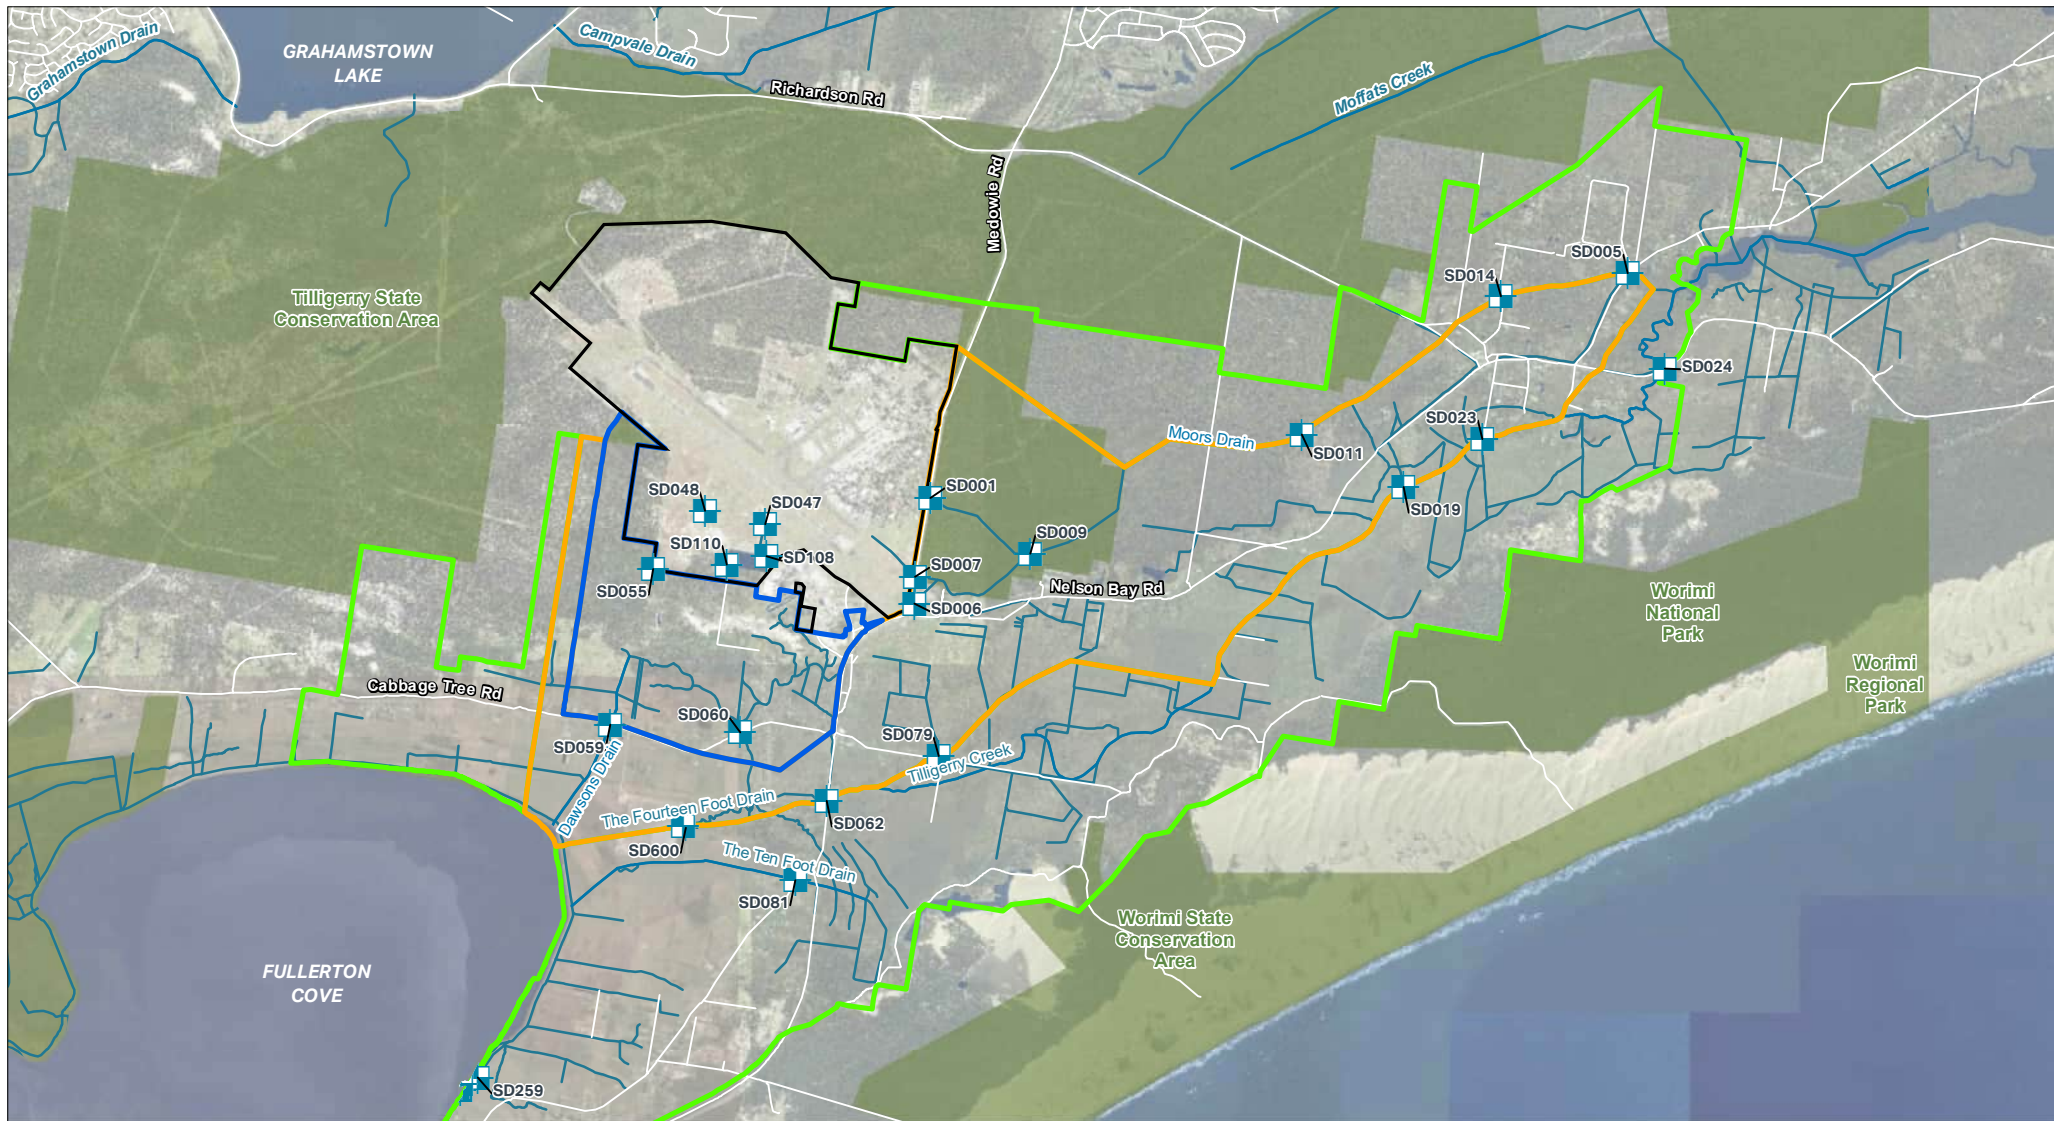 Grahamstown Drain
GRAHAMSTOWN
LAKE
Campvale Drain
Richardson Rd
Moffats Creek
Medowie Rd
Tilligerry State
Conservation Area
SD005
SD014
SD024
SD023
Moors Drain
SD011
SD019
SD001
SD048
SD047
SD009
SD110
SD108
SD007
SD055
SD006
Nelson Bay Rd
Worimi
National
Park
Worimi
Regional
Park
Cabbage Tree Rd
SD060
SD059
SD079
Tilligerry Creek
Dawsons Drain
The Fourteen Foot Drain
SD062
SD600
The Ten Foot Drain
SD081
Worimi State
Conservation
Area
FULLERTON
COVE
SD259